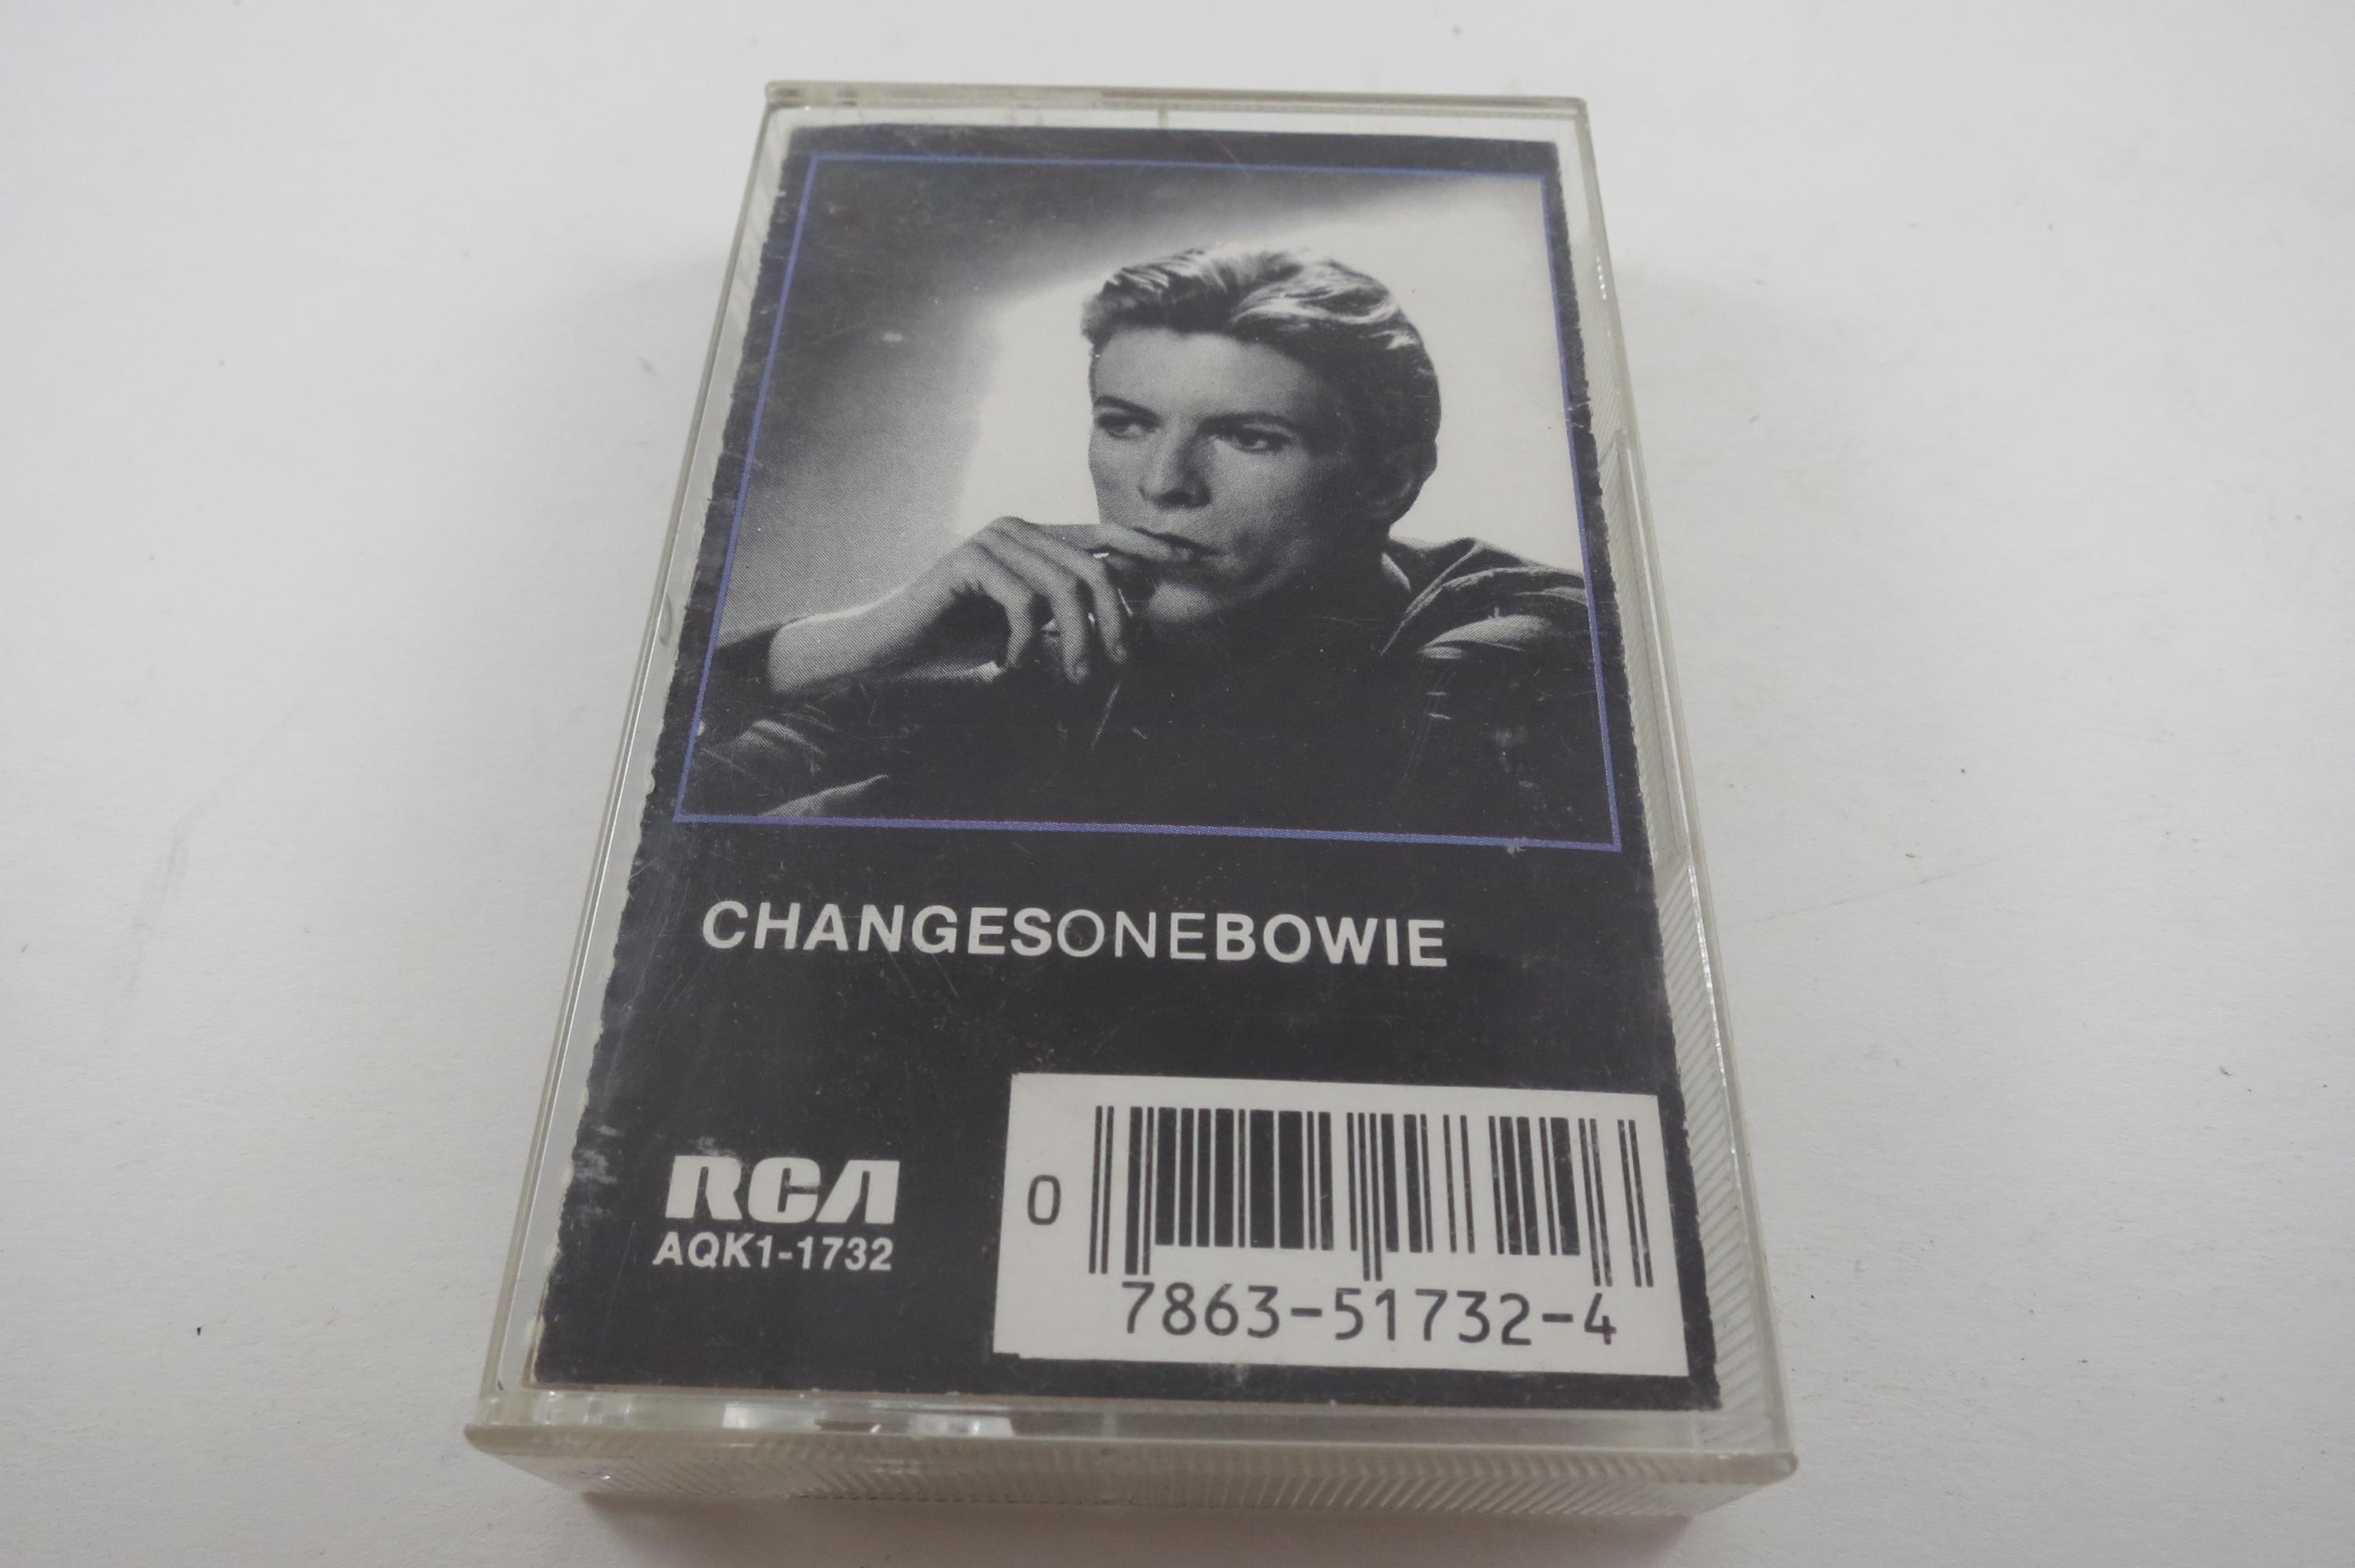 CHANGESONEBOWIE
RCA
AQK1-1732
0
7863-51732-4